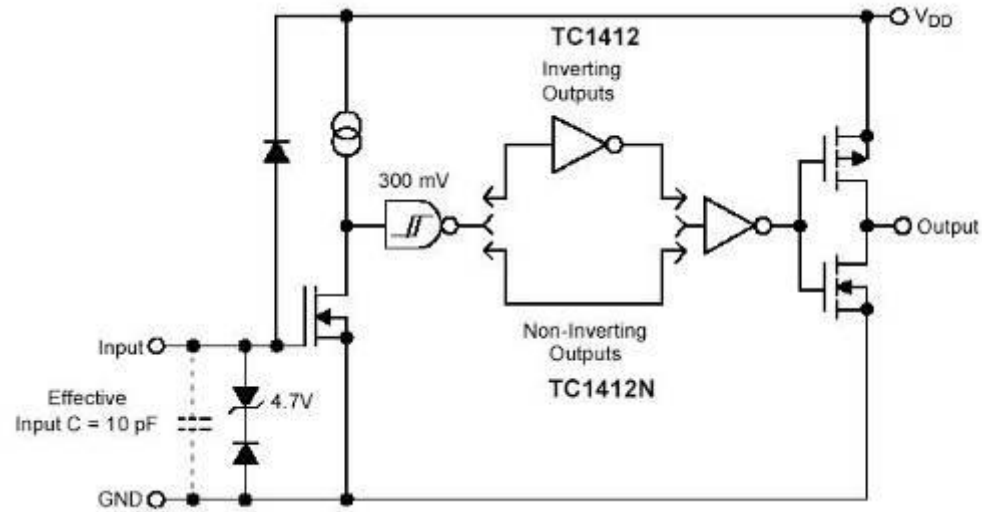 V_DD
TC1412
Inverting
Outputs
300 mV
Output
Input
Non-Inverting
Outputs
TC1412N
Effective
Input C = 10 pF
4.7V
GND